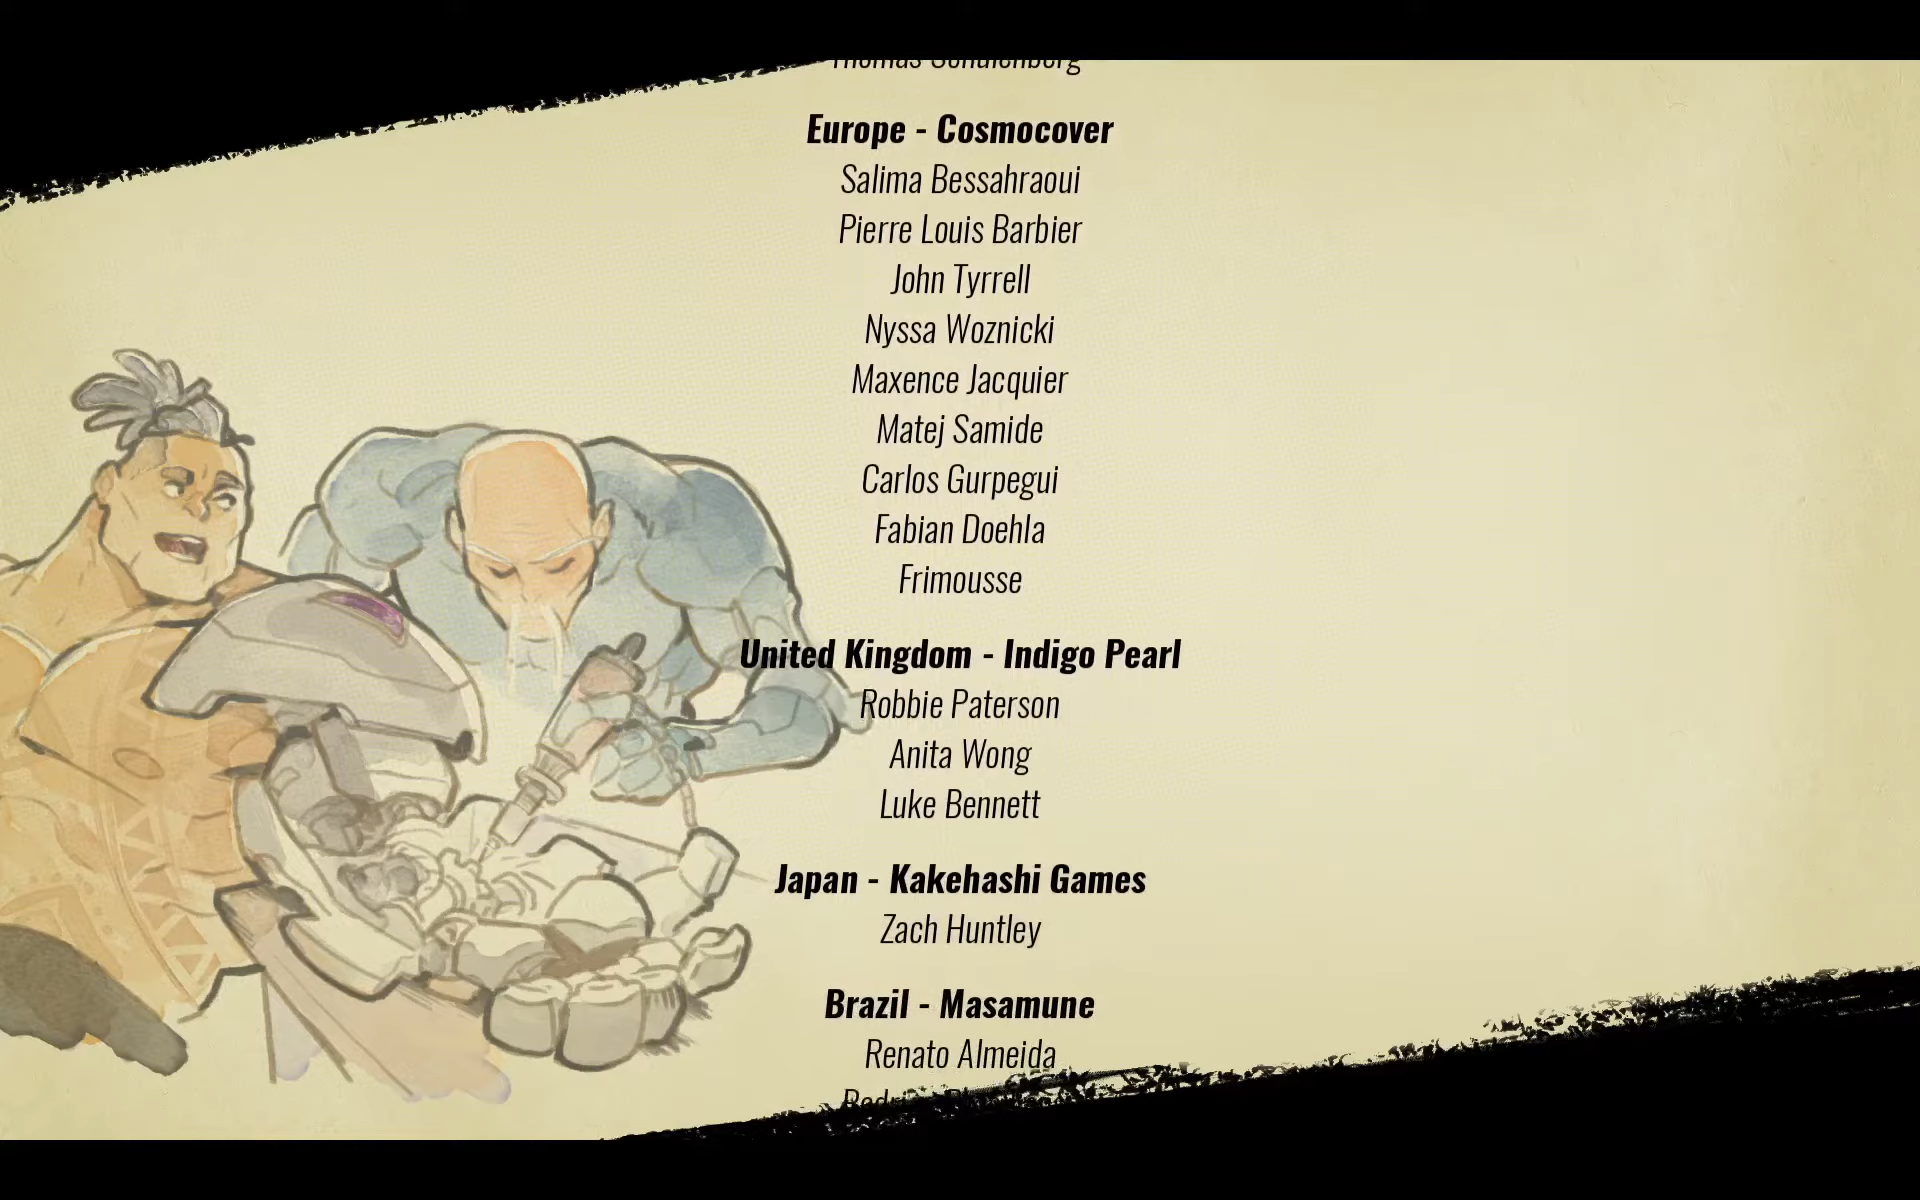 Thomas Schulenberg
Europe - Cosmocover
Salima Bessahraoui
Pierre Louis Barbier
John Tyrrell
Nyssa Woznicki
Maxence Jacquier
Matej Samide
Carlos Gurpegui
Fabian Doehla
Frimousse
United Kingdom - Indigo Pearl
Robbie Paterson
Anita Wong
Luke Bennett
Japan - Kakehashi Games
Zach Huntley
Brazil - Masamune
Renato Almeida